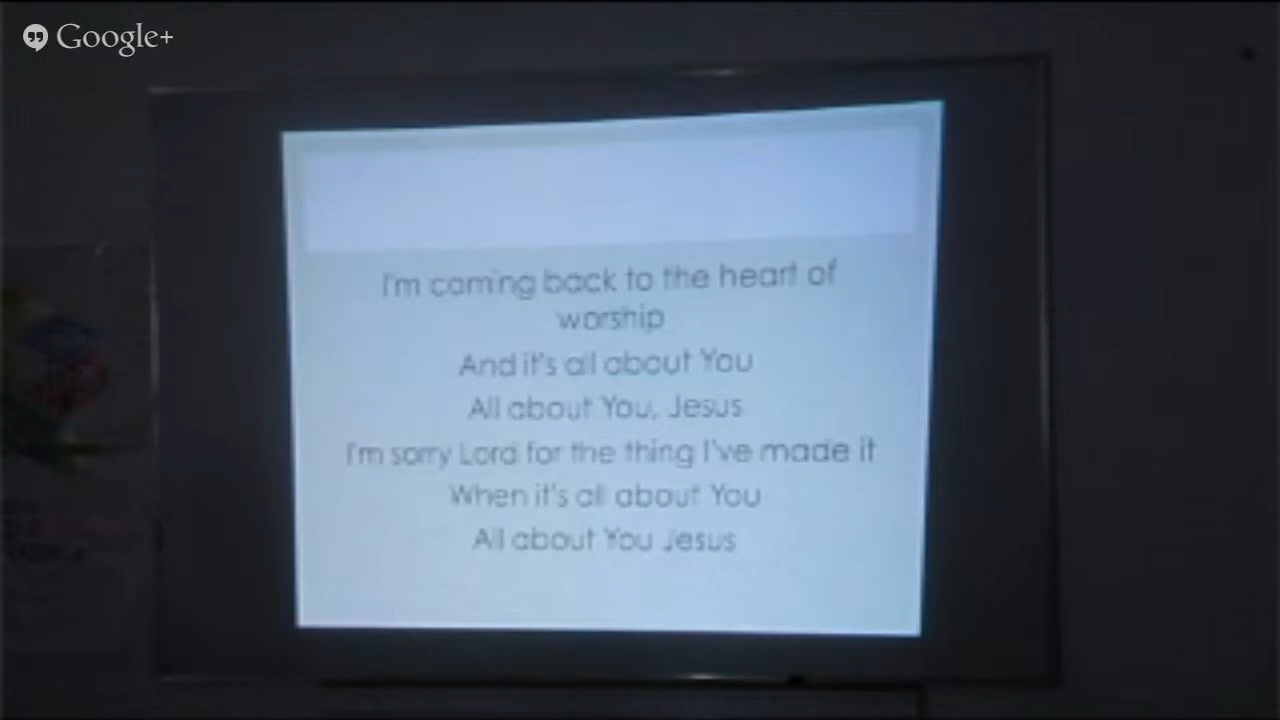 Google+
I'm coming back to the heart of
worship
And it's all about You
All about You, Jesus
I'm sorry Lord for the thing I've made it
When it's all about You
All about You Jesus